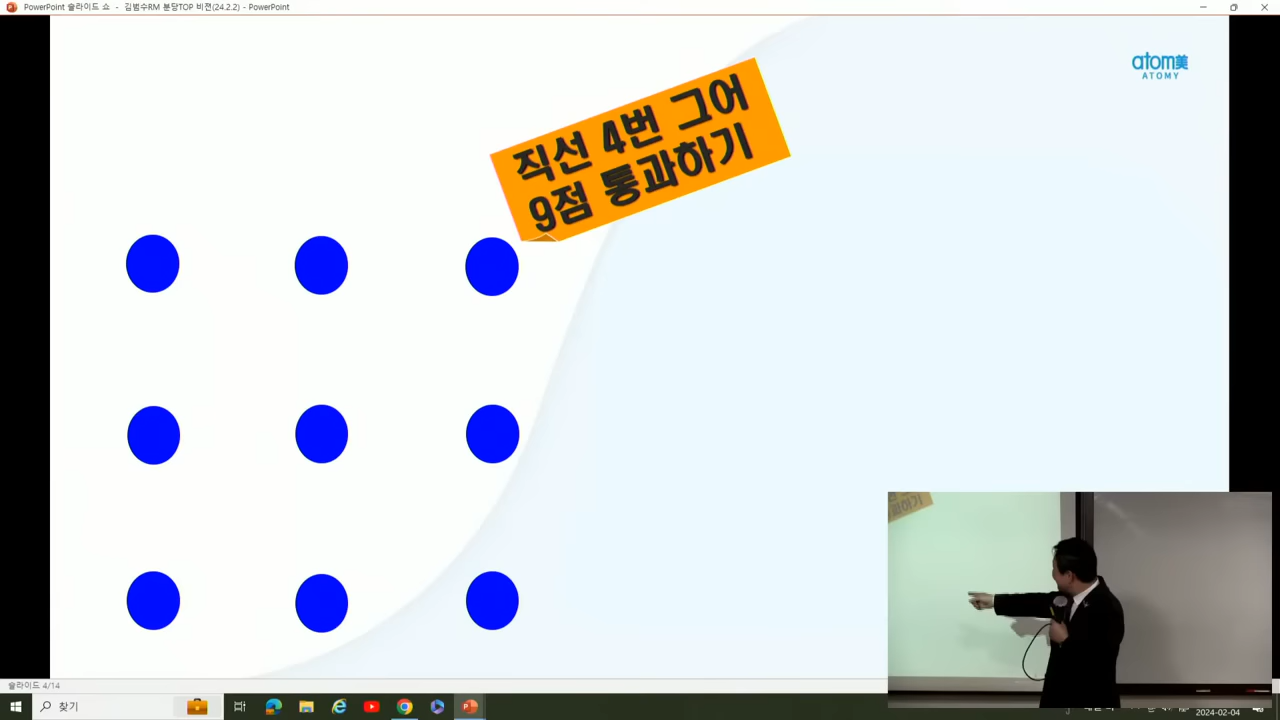 PowerPoint 슬라이드 쇼 - 김범수RM 분당TOP 비젼(24.2.2) - PowerPoint
atom美
ATOMY
직선 4번 그어
9점 통과하기
슬라이드 4/14
찾기
2024-02-04